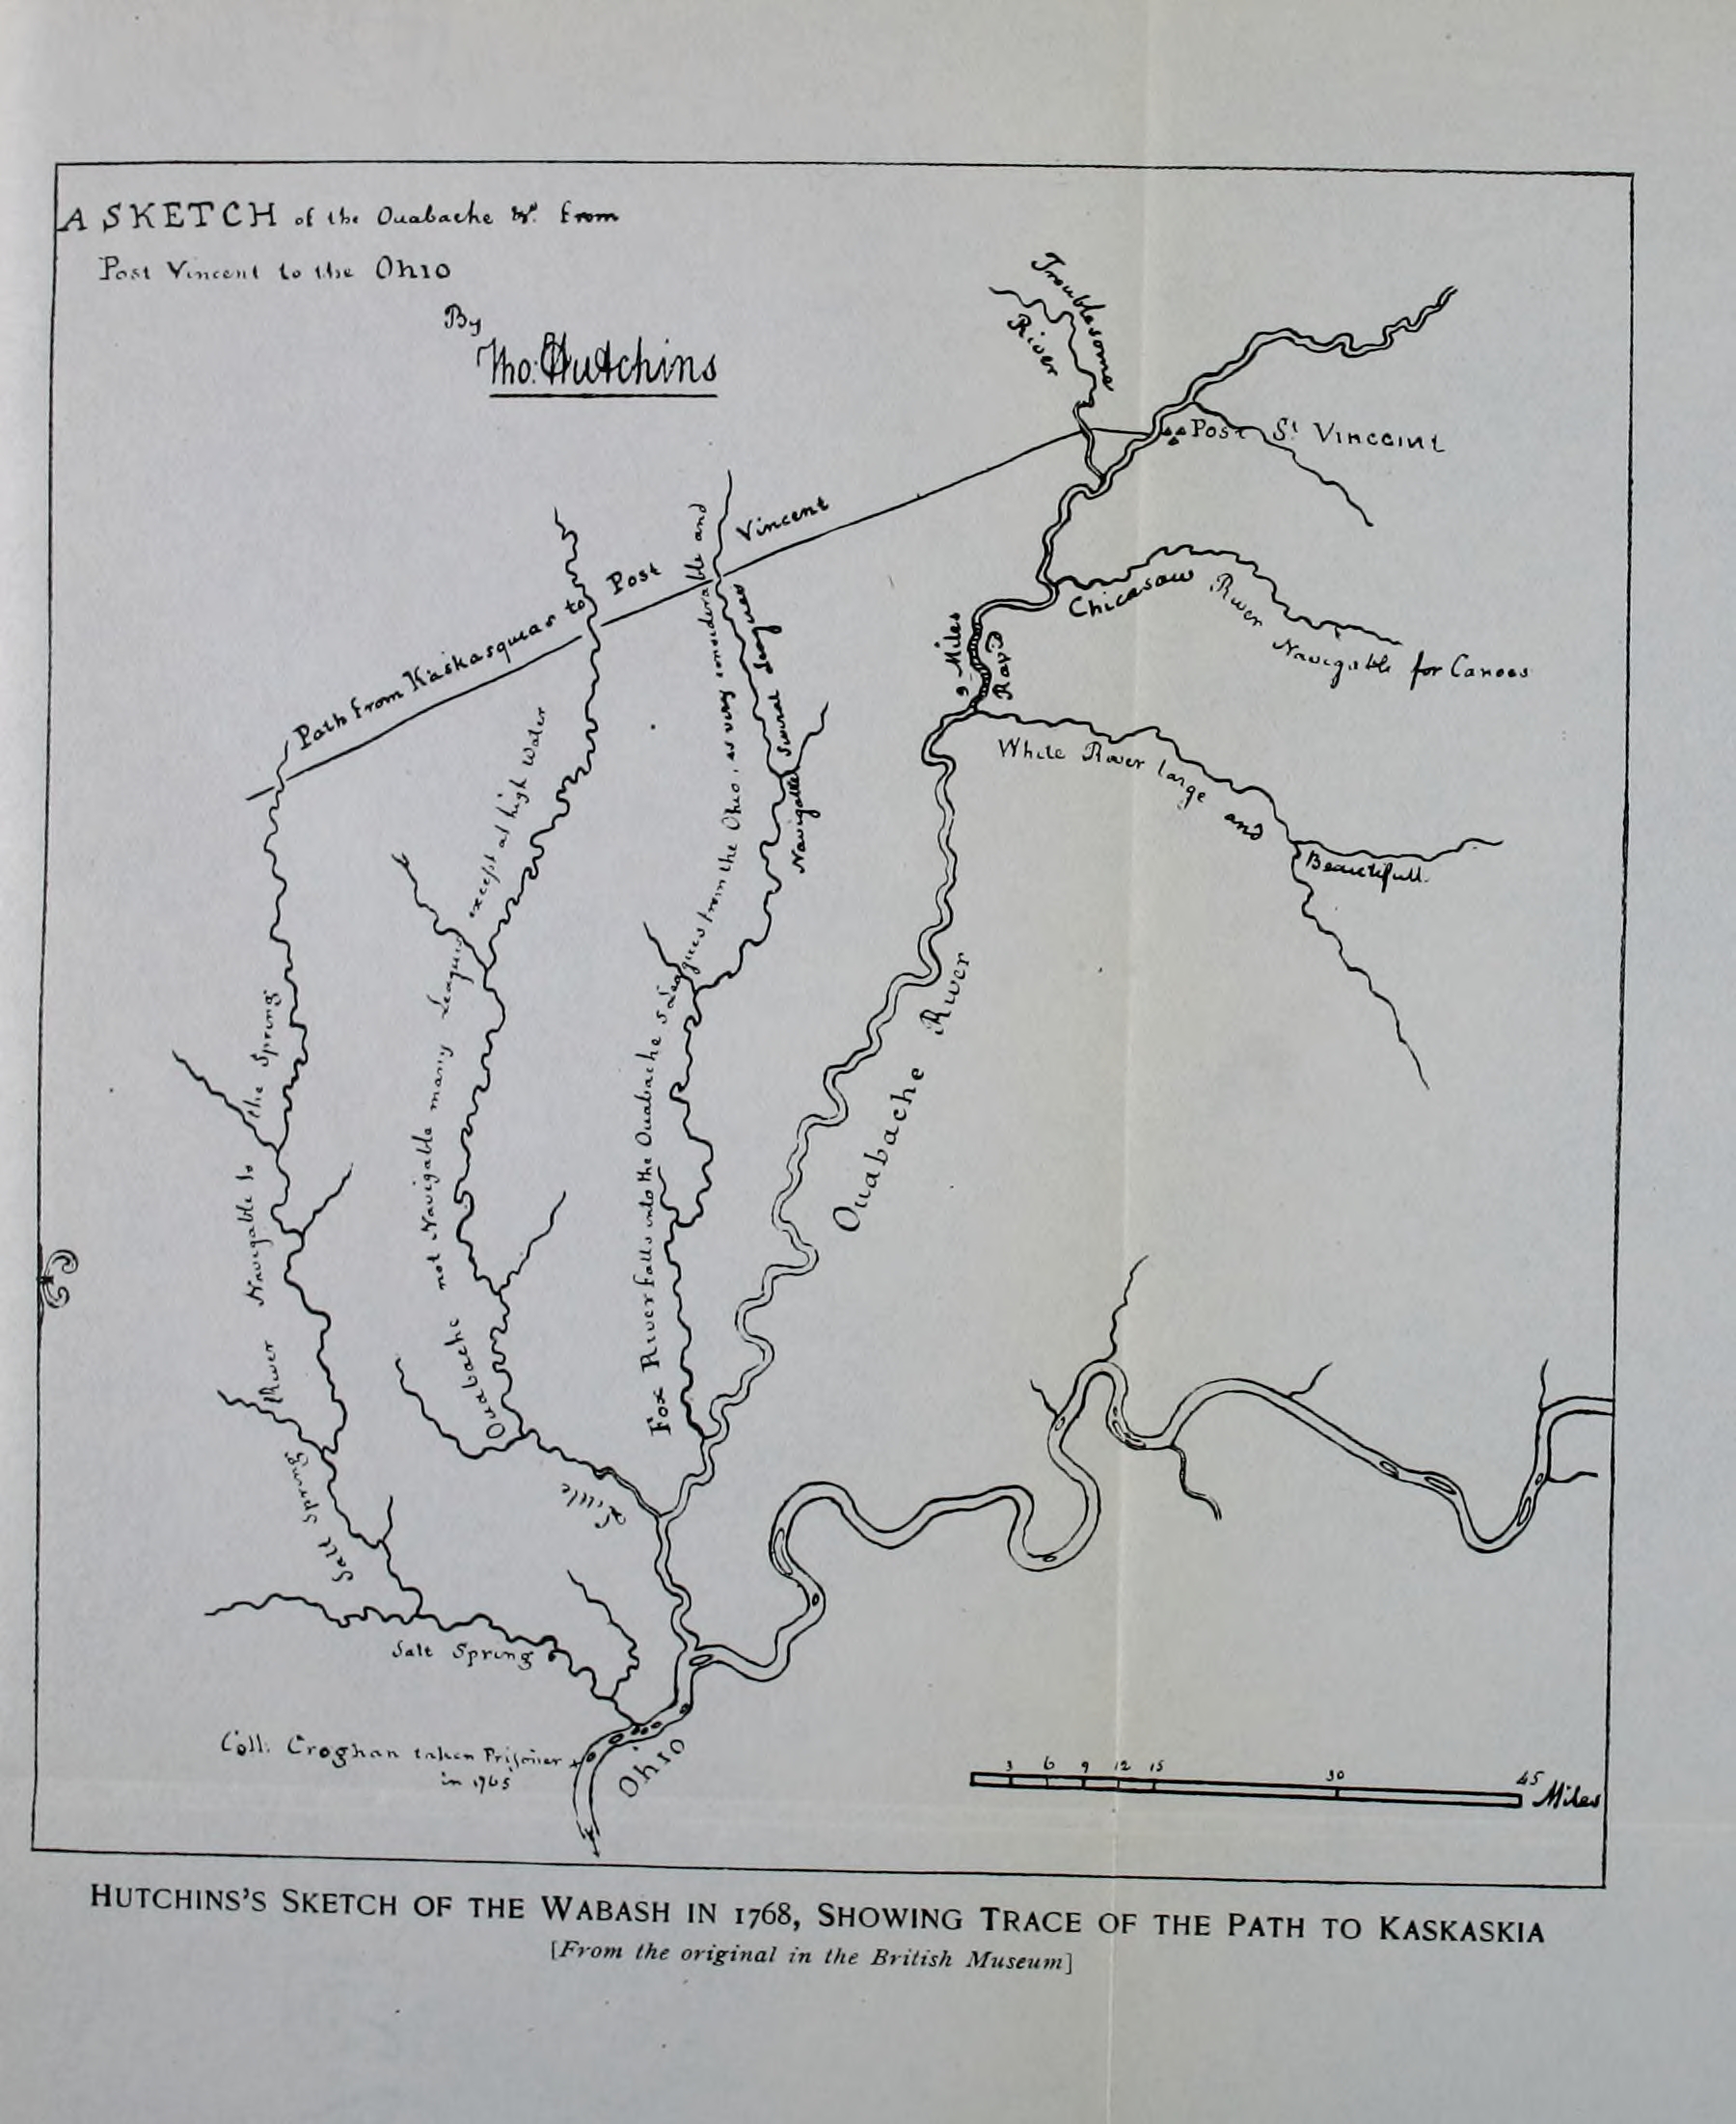 A SKETCH of the Ouabache &c. from
Post Vincent to the Ohio
By
Tho: Hutchins
Troublesome
River
Post St Vinceint
Path from Kaskasquias to Post Vincent
Chicasaw River Navigable for Canoes
9 Miles
Rapid
White River large and Beautifull.
Ouabache River
Fox River falls into the Ouabache 5 Leagues from the Ohio, as very considerable and
Navigable Sevral Leagues
Little Ouabache not Navigable many Leagues except at high Water
Salt Spring River Navigable to the Spring
Salt Spring
Coll. Croghan taken Prisoner
in 1765
Ohio
3 6 9 12 15 30 45 Miles
HUTCHINS'S SKETCH OF THE WABASH IN 1768, SHOWING TRACE OF THE PATH TO KASKASKIA
[From the original in the British Museum]